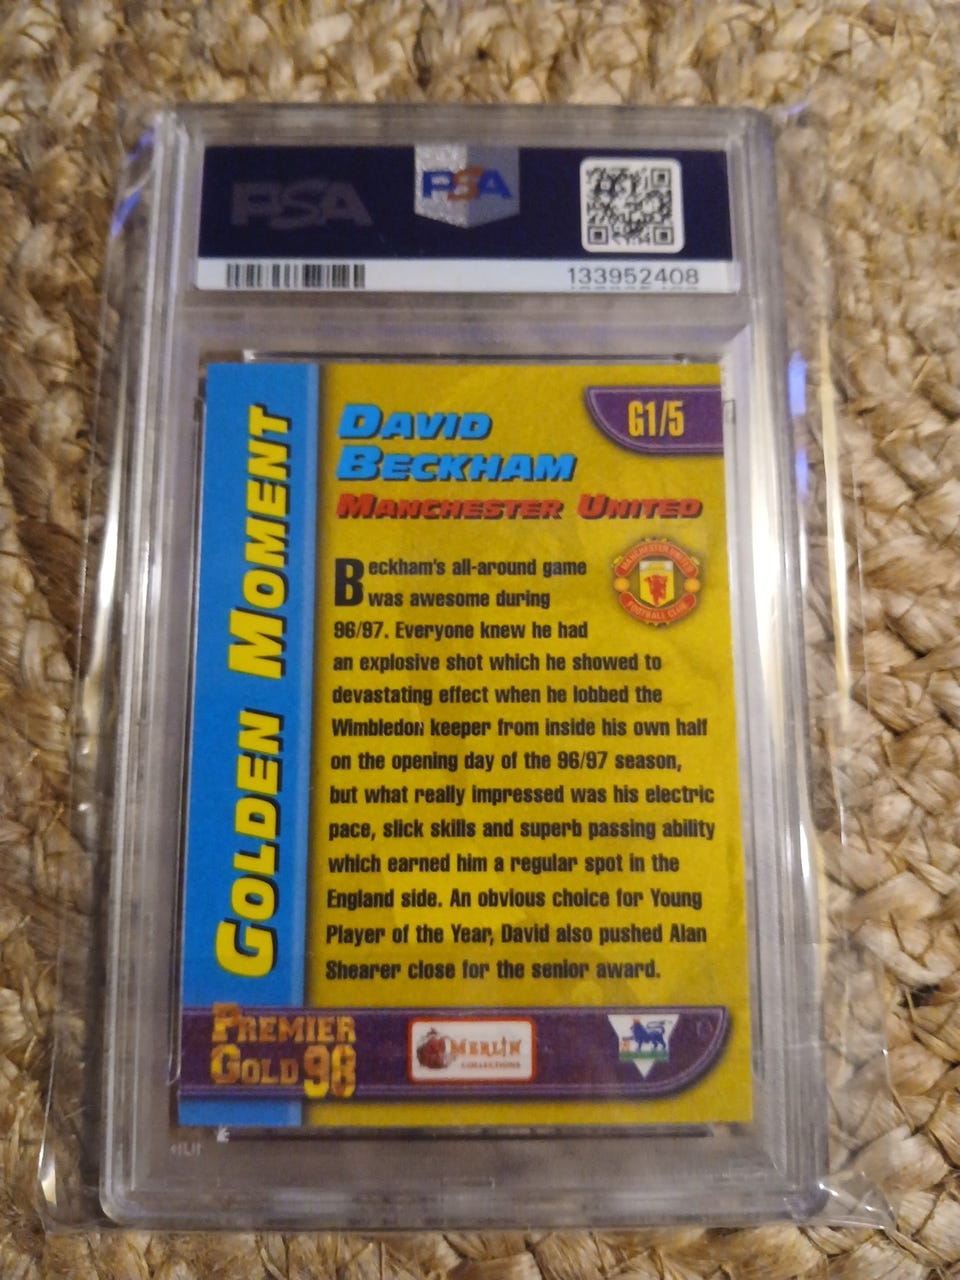 PSA
PSA
133952408
GOLDEN MOMENT
G1/5
DAVID
BECKHAM
MANCHESTER UNITED
MANCHESTER UNITED
FOOTBALL CLUB
Beckham's all-around game
was awesome during
96/97. Everyone knew he had
an explosive shot which he showed to
devastating effect when he lobbed the
Wimbledon keeper from inside his own half
on the opening day of the 96/97 season,
but what really impressed was his electric
pace, slick skills and superb passing ability
which earned him a regular spot in the
England side. An obvious choice for Young
Player of the Year, David also pushed Alan
Shearer close for the senior award.
PREMIER
GOLD 98
MERLIN
COLLECTIONS